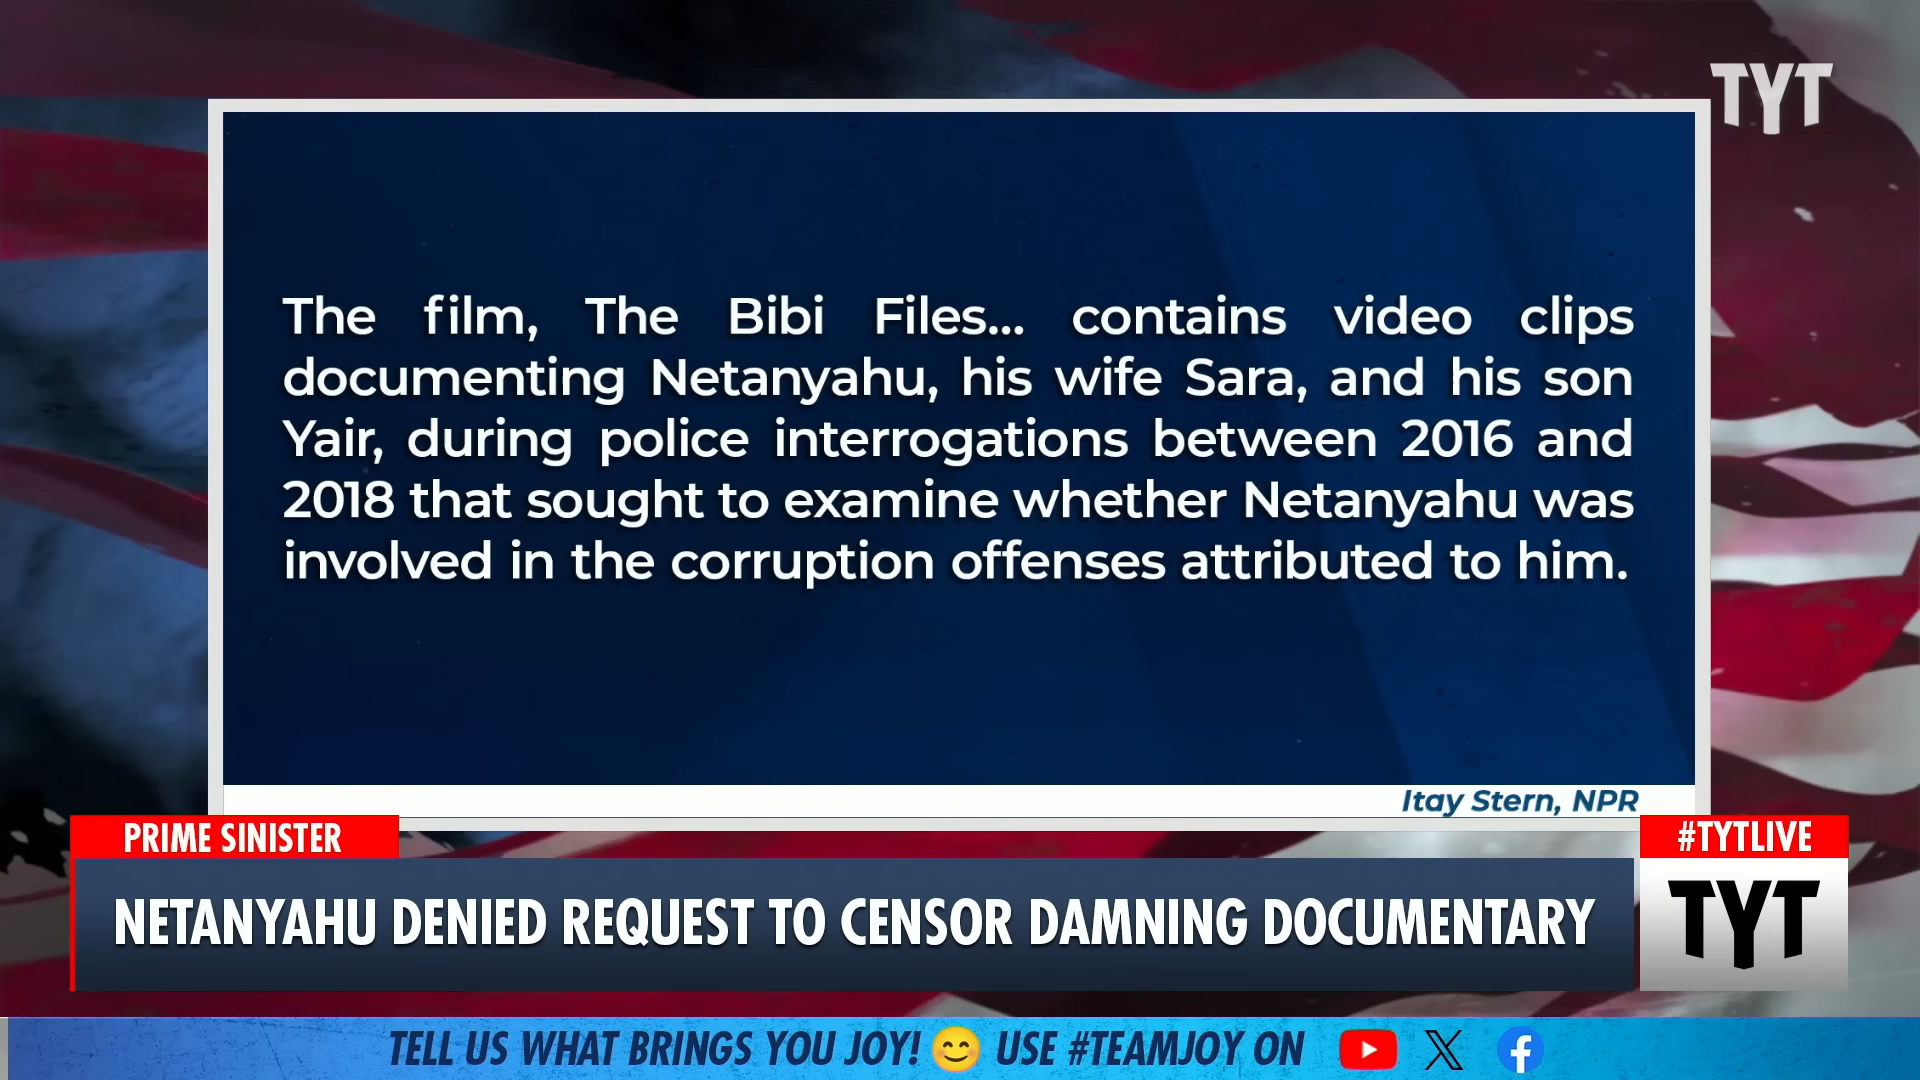 TYT
The film, The Bibi Files... contains video clips
documenting Netanyahu, his wife Sara, and his son
Yair, during police interrogations between 2016 and
2018 that sought to examine whether Netanyahu was
involved in the corruption offenses attributed to him.
Itay Stern, NPR
PRIME SINISTER
#TYTLIVE
NETANYAHU DENIED REQUEST TO CENSOR DAMNING DOCUMENTARY
TYT
TELL US WHAT BRINGS YOU JOY! 😊 USE #TEAMJOY ON